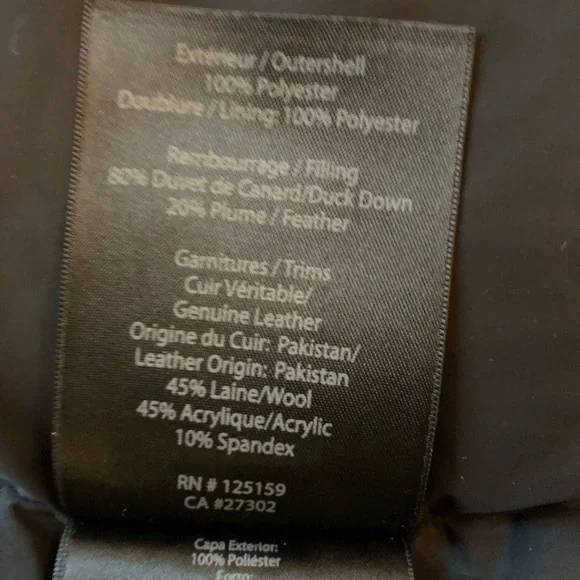 Extérieur / Outershell
100% Polyester
Doublure / Lining: 100% Polyester
Rembourrage / Filling
80% Duvet de Canard/Duck Down
20% Plume / Feather
Garnitures / Trims
Cuir Véritable/
Genuine Leather
Origine du Cuir: Pakistan/
Leather Origin: Pakistan
45% Laine/Wool
45% Acrylique/Acrylic
10% Spandex
RN # 125159
CA #27302
Capa Exterior:
100% Poliéster
Forro: